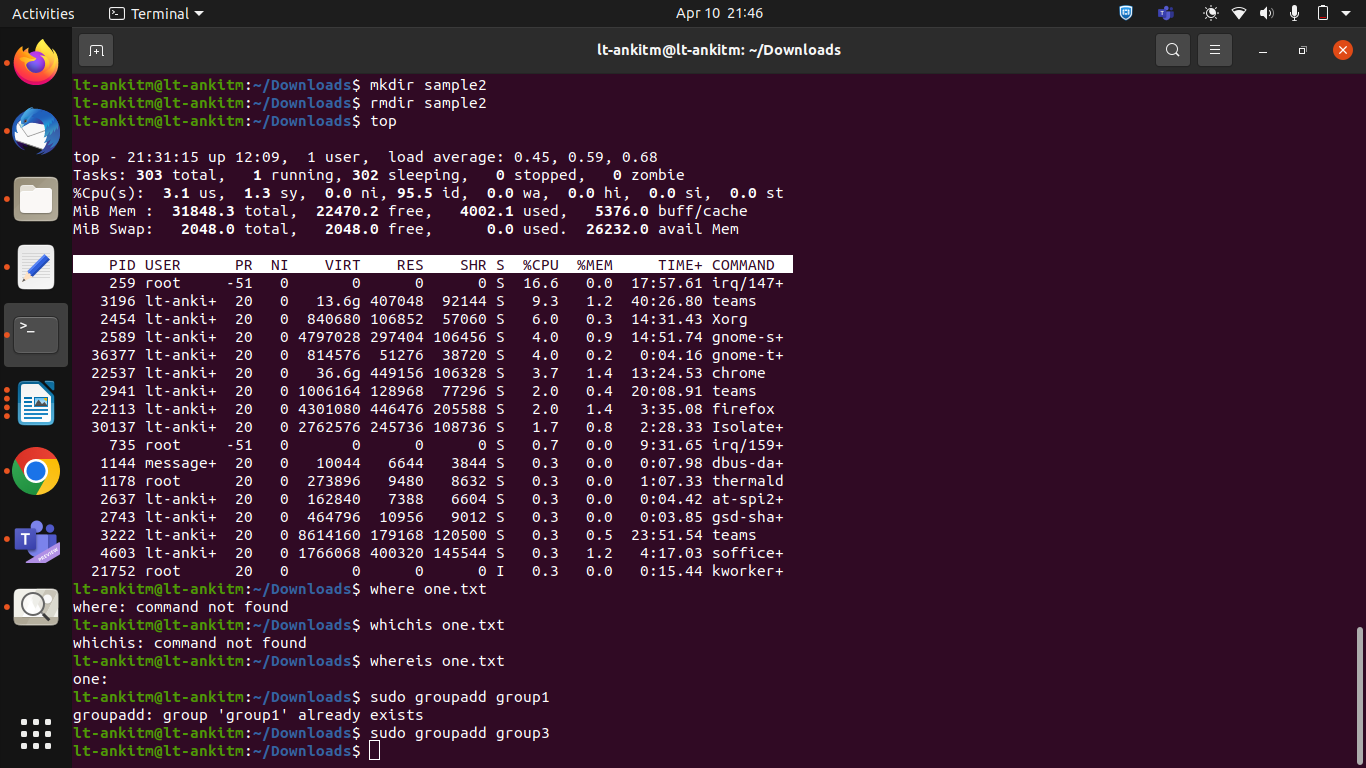 Activities Terminal Apr 10 21:46
lt-ankitm@lt-ankitm: ~/Downloads
lt-ankitm@lt-ankitm:~/Downloads$ mkdir sample2
lt-ankitm@lt-ankitm:~/Downloads$ rmdir sample2
lt-ankitm@lt-ankitm:~/Downloads$ top
top - 21:31:15 up 12:09,  1 user,  load average: 0.45, 0.59, 0.68
Tasks: 303 total,   1 running, 302 sleeping,   0 stopped,   0 zombie
%Cpu(s):  3.1 us,  1.3 sy,  0.0 ni, 95.5 id,  0.0 wa,  0.0 hi,  0.0 si,  0.0 st
MiB Mem :  31848.3 total,  22470.2 free,   4002.1 used,   5376.0 buff/cache
MiB Swap:   2048.0 total,   2048.0 free,      0.0 used.  26232.0 avail Mem
PID USER      PR  NI    VIRT    RES    SHR S  %CPU  %MEM     TIME+ COMMAND
259 root     -51   0       0      0      0 S  16.6   0.0  17:57.61 irq/147+
3196 lt-anki+  20   0   13.6g 407048  92144 S   9.3   1.2  40:26.80 teams
2454 lt-anki+  20   0  840680 106852  57060 S   6.0   0.3  14:31.43 Xorg
2589 lt-anki+  20   0 4797028 297404 106456 S   4.0   0.9  14:51.74 gnome-s+
36377 lt-anki+  20   0  814576  51276  38720 S   4.0   0.2   0:04.16 gnome-t+
22537 lt-anki+  20   0   36.6g 449156 106328 S   3.7   1.4  13:24.53 chrome
2941 lt-anki+  20   0 1006164 128968  77296 S   2.0   0.4  20:08.91 teams
22113 lt-anki+  20   0 4301080 446476 205588 S   2.0   1.4   3:35.08 firefox
30137 lt-anki+  20   0 2762576 245736 108736 S   1.7   0.8   2:28.33 Isolate+
735 root     -51   0       0      0      0 S   0.7   0.0   9:31.65 irq/159+
1144 message+  20   0   10044   6644   3844 S   0.3   0.0   0:07.98 dbus-da+
1178 root      20   0  273896   9480   8632 S   0.3   0.0   1:07.33 thermald
2637 lt-anki+  20   0  162840   7388   6604 S   0.3   0.0   0:04.42 at-spi2+
2743 lt-anki+  20   0  464796  10956   9012 S   0.3   0.0   0:03.85 gsd-sha+
3222 lt-anki+  20   0 8614160 179168 120500 S   0.3   0.5  23:51.54 teams
4603 lt-anki+  20   0 1766068 400320 145544 S   0.3   1.2   4:17.03 soffice+
21752 root      20   0       0      0      0 I   0.3   0.0   0:15.44 kworker+
lt-ankitm@lt-ankitm:~/Downloads$ where one.txt
where: command not found
lt-ankitm@lt-ankitm:~/Downloads$ whichis one.txt
whichis: command not found
lt-ankitm@lt-ankitm:~/Downloads$ whereis one.txt
one:
lt-ankitm@lt-ankitm:~/Downloads$ sudo groupadd group1
groupadd: group 'group1' already exists
lt-ankitm@lt-ankitm:~/Downloads$ sudo groupadd group3
lt-ankitm@lt-ankitm:~/Downloads$